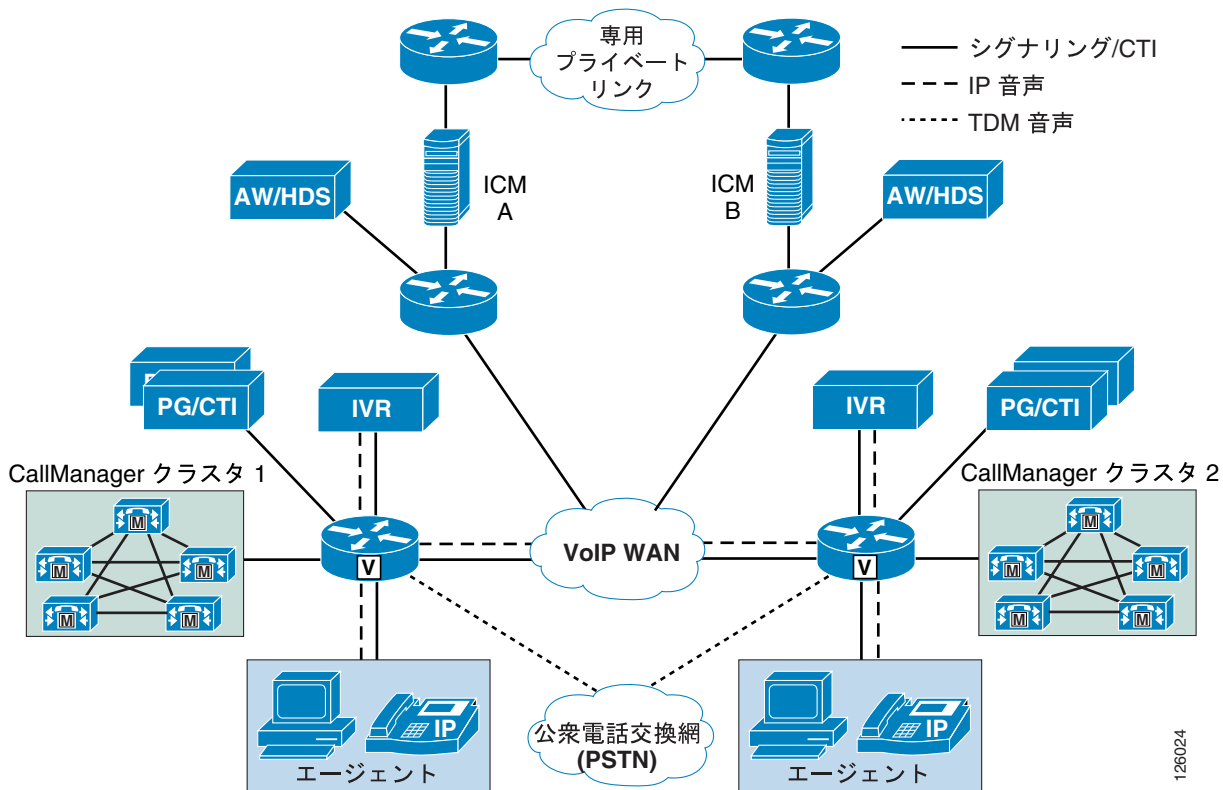 専用
プライベート
リンク
シグナリング/CTI
IP 音声
TDM 音声
AW/HDS
ICM
A
ICM
B
AW/HDS
PG/CTI
IVR
IVR
PG/CTI
CallManager クラスタ 1
CallManager クラスタ 2
M
M
M
M
M
V
VoIP WAN
V
M
M
M
M
M
IP
エージェント
公衆電話交換網
(PSTN)
IP
エージェント
126024